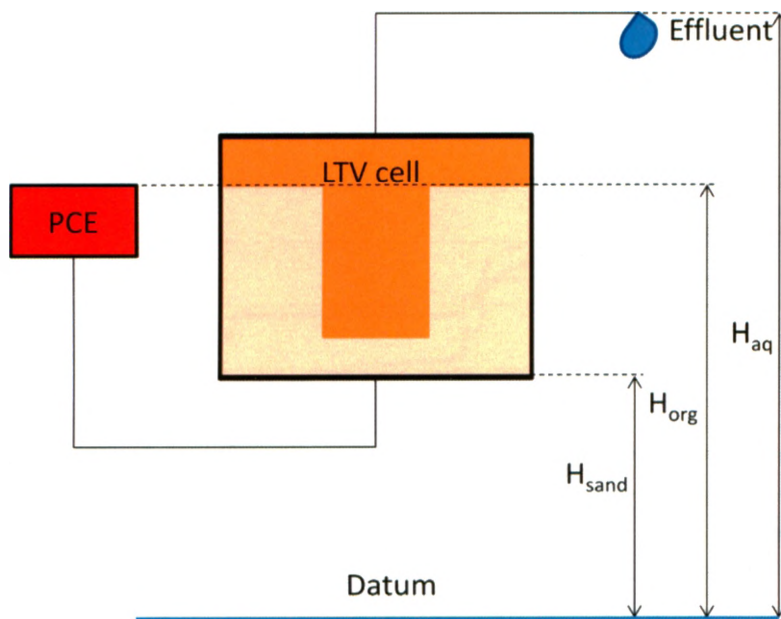 Effluent
LTV cell
PCE
H_aq
H_org
H_sand
Datum